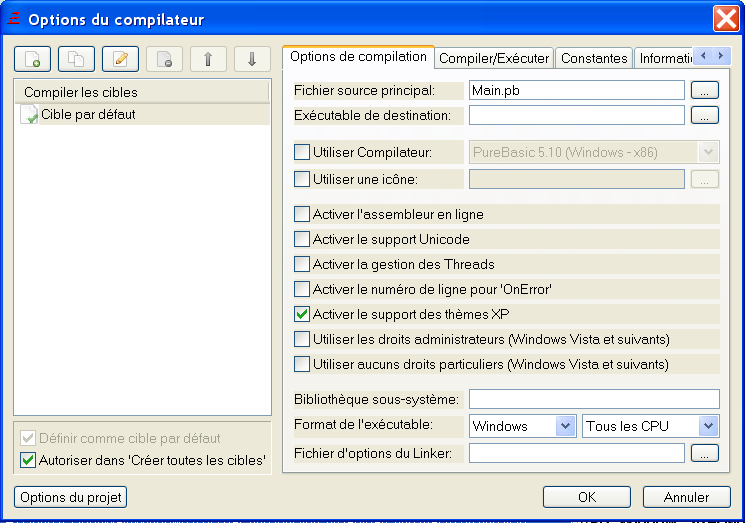 Options du compilateur
Compiler les cibles
Cible par défaut
Définir comme cible par défaut
Autoriser dans 'Créer toutes les cibles'
Options du projet
Options de compilation Compiler/Exécuter Constantes Informati
Fichier source principal: Main.pb ...
Exécutable de destination: ...
Utiliser Compilateur: PureBasic 5.10 (Windows - x86)
Utiliser une icône: ...
Activer l'assembleur en ligne
Activer le support Unicode
Activer la gestion des Threads
Activer le numéro de ligne pour 'OnError'
Activer le support des thèmes XP
Utiliser les droits administrateurs (Windows Vista et suivants)
Utiliser aucuns droits particuliers (Windows Vista et suivants)
Bibliothèque sous-système:
Format de l'exécutable: Windows Tous les CPU
Fichier d'options du Linker: ...
OK Annuler